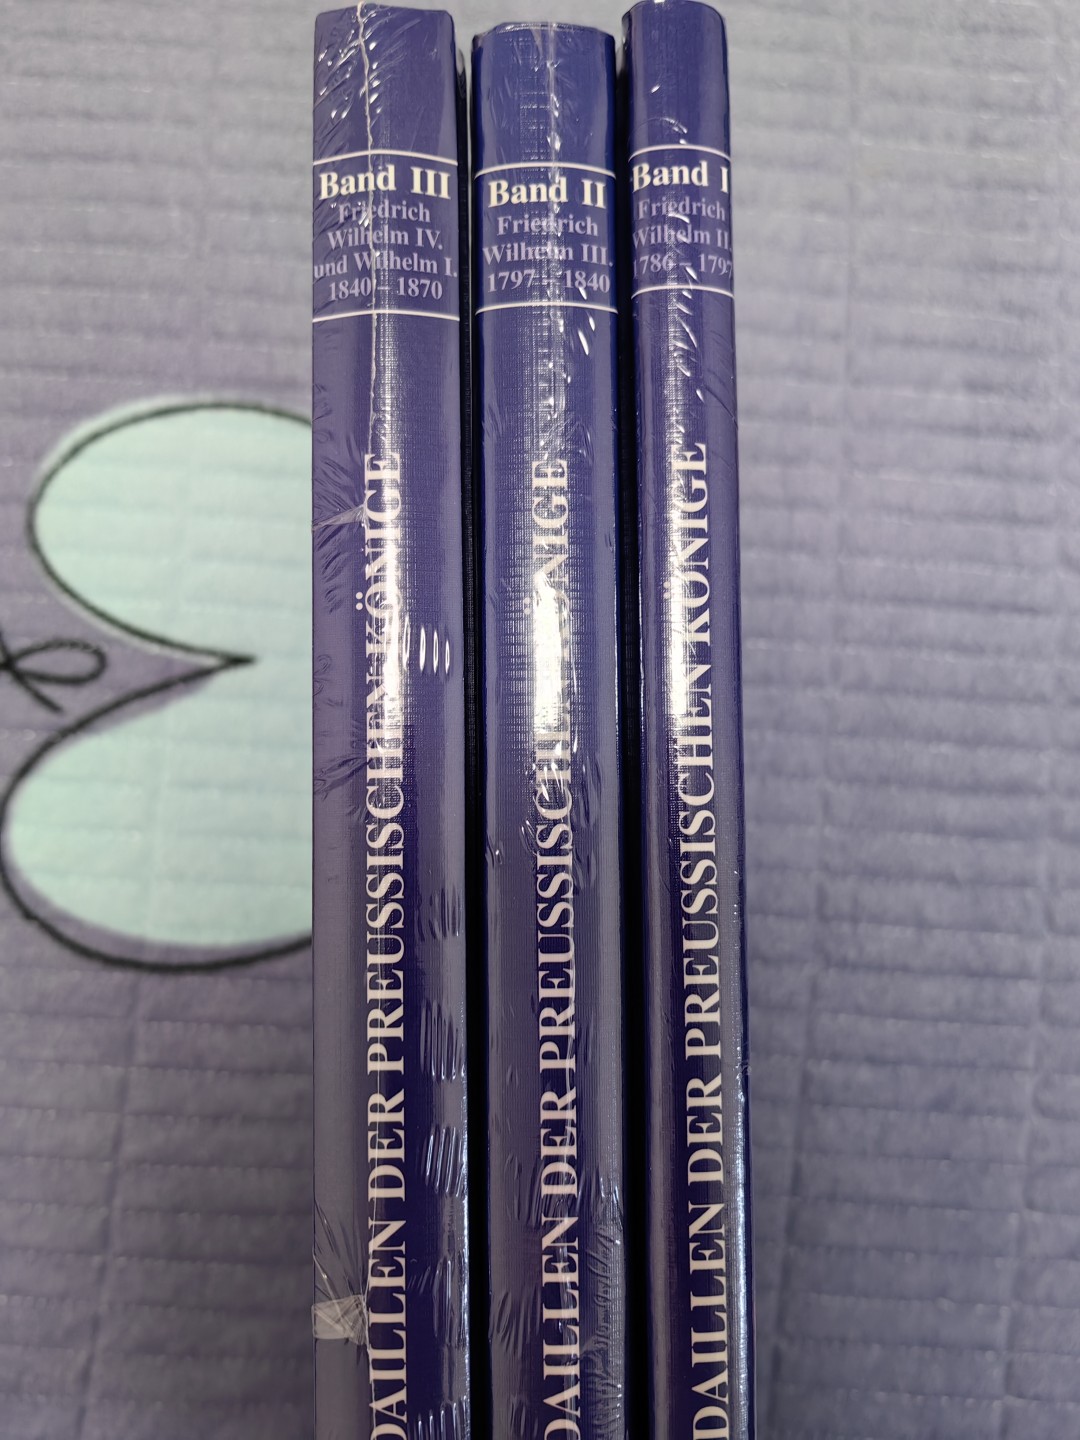 Band III
Friedrich
Wilhelm IV.
und Wilhelm I.
1840 – 1870
DAILLEN DER PREUSSISCHEN KÖNIGE
Band II
Friedrich
Wilhelm III.
1797 – 1840
DAILLEN DER PREUSSISCHEN KÖNIGE
Band I
Friedrich
Wilhelm II.
1786 – 1797
DAILLEN DER PREUSSISCHEN KÖNIGE